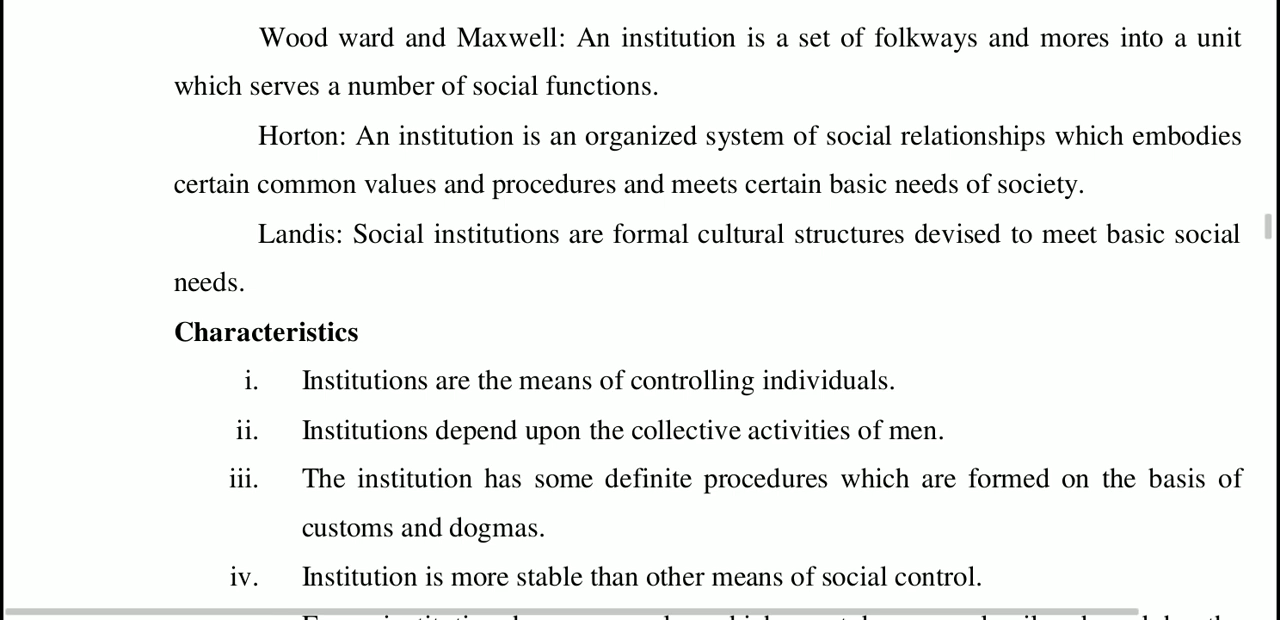 Wood ward and Maxwell: An institution is a set of folkways and mores into a unit
which serves a number of social functions.
Horton: An institution is an organized system of social relationships which embodies
certain common values and procedures and meets certain basic needs of society.
Landis: Social institutions are formal cultural structures devised to meet basic social
needs.
Characteristics
i. Institutions are the means of controlling individuals.
ii. Institutions depend upon the collective activities of men.
iii. The institution has some definite procedures which are formed on the basis of
customs and dogmas.
iv. Institution is more stable than other means of social control.